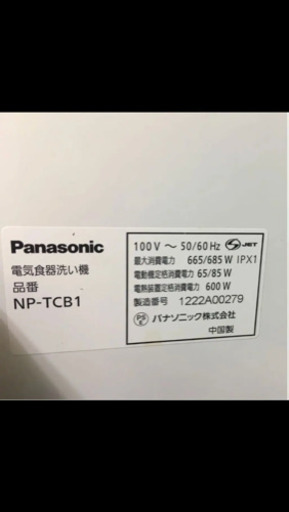 Panasonic
電気食器洗い機
品番
NP-TCB1
100V ～ 50/60Hz JET
最大消費電力 665/685W IPX1
電動機定格消費電力 65/85W
電熱装置定格消費電力 600W
製造番号 1222A00279
PSE パナソニック株式会社
中国製